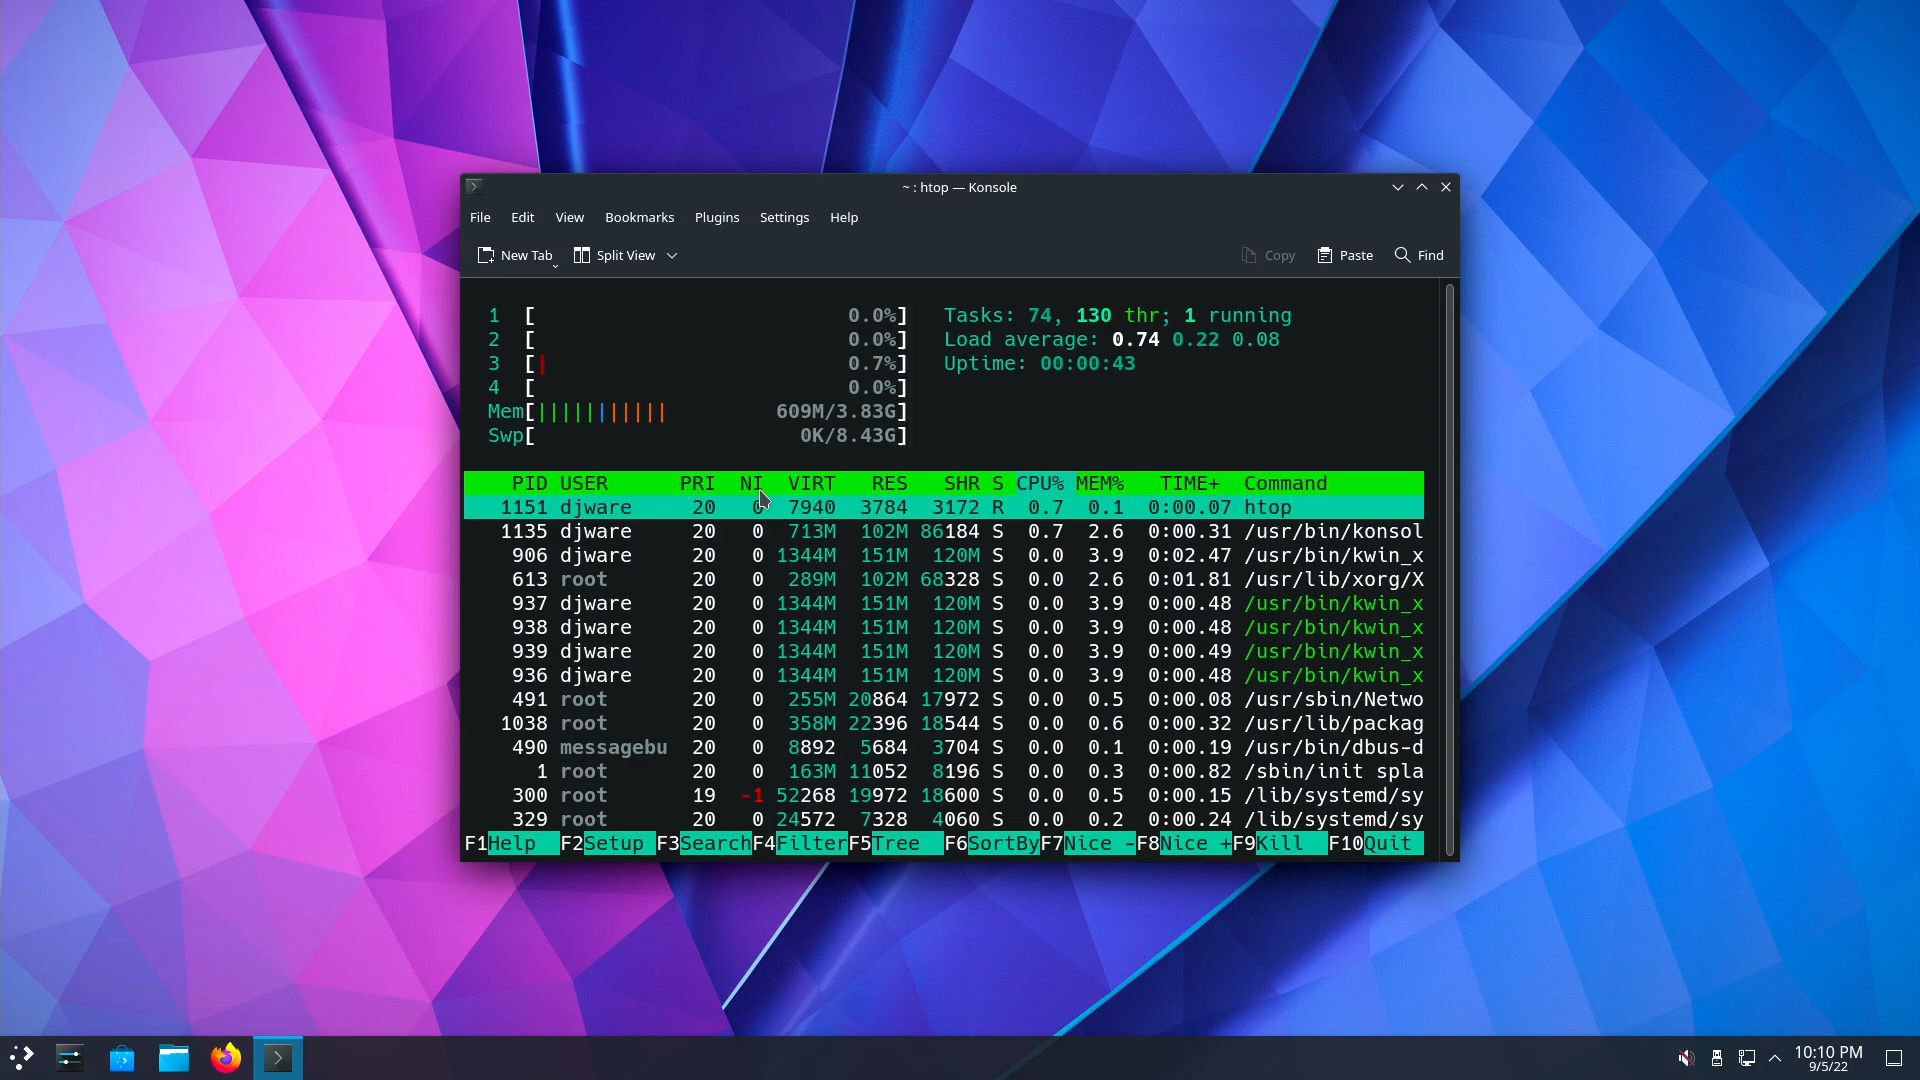 ~ : htop — Konsole
File Edit View Bookmarks Plugins Settings Help
New Tab Split View Copy Paste Find
1 [ 0.0%] Tasks: 74, 130 thr; 1 running
2 [ 0.0%] Load average: 0.74 0.22 0.08
3 [| 0.7%] Uptime: 00:00:43
4 [ 0.0%]
Mem[||||||||||| 609M/3.83G]
Swp[ 0K/8.43G]
PID USER PRI NI VIRT RES SHR S CPU% MEM% TIME+ Command
1151 djware 20 0 7940 3784 3172 R 0.7 0.1 0:00.07 htop
1135 djware 20 0 713M 102M 86184 S 0.7 2.6 0:00.31 /usr/bin/konsol
906 djware 20 0 1344M 151M 120M S 0.0 3.9 0:02.47 /usr/bin/kwin_x
613 root 20 0 289M 102M 68328 S 0.0 2.6 0:01.81 /usr/lib/xorg/X
937 djware 20 0 1344M 151M 120M S 0.0 3.9 0:00.48 /usr/bin/kwin_x
938 djware 20 0 1344M 151M 120M S 0.0 3.9 0:00.48 /usr/bin/kwin_x
939 djware 20 0 1344M 151M 120M S 0.0 3.9 0:00.49 /usr/bin/kwin_x
936 djware 20 0 1344M 151M 120M S 0.0 3.9 0:00.48 /usr/bin/kwin_x
491 root 20 0 255M 20864 17972 S 0.0 0.5 0:00.08 /usr/sbin/Netwo
1038 root 20 0 358M 22396 18544 S 0.0 0.6 0:00.32 /usr/lib/packag
490 messagebu 20 0 8892 5684 3704 S 0.0 0.1 0:00.19 /usr/bin/dbus-d
1 root 20 0 163M 11052 8196 S 0.0 0.3 0:00.82 /sbin/init spla
300 root 19 -1 52268 19972 18600 S 0.0 0.5 0:00.15 /lib/systemd/sy
329 root 20 0 24572 7328 4060 S 0.0 0.2 0:00.24 /lib/systemd/sy
F1Help F2Setup F3SearchF4FilterF5Tree F6SortByF7Nice -F8Nice +F9Kill F10Quit
10:10 PM
9/5/22